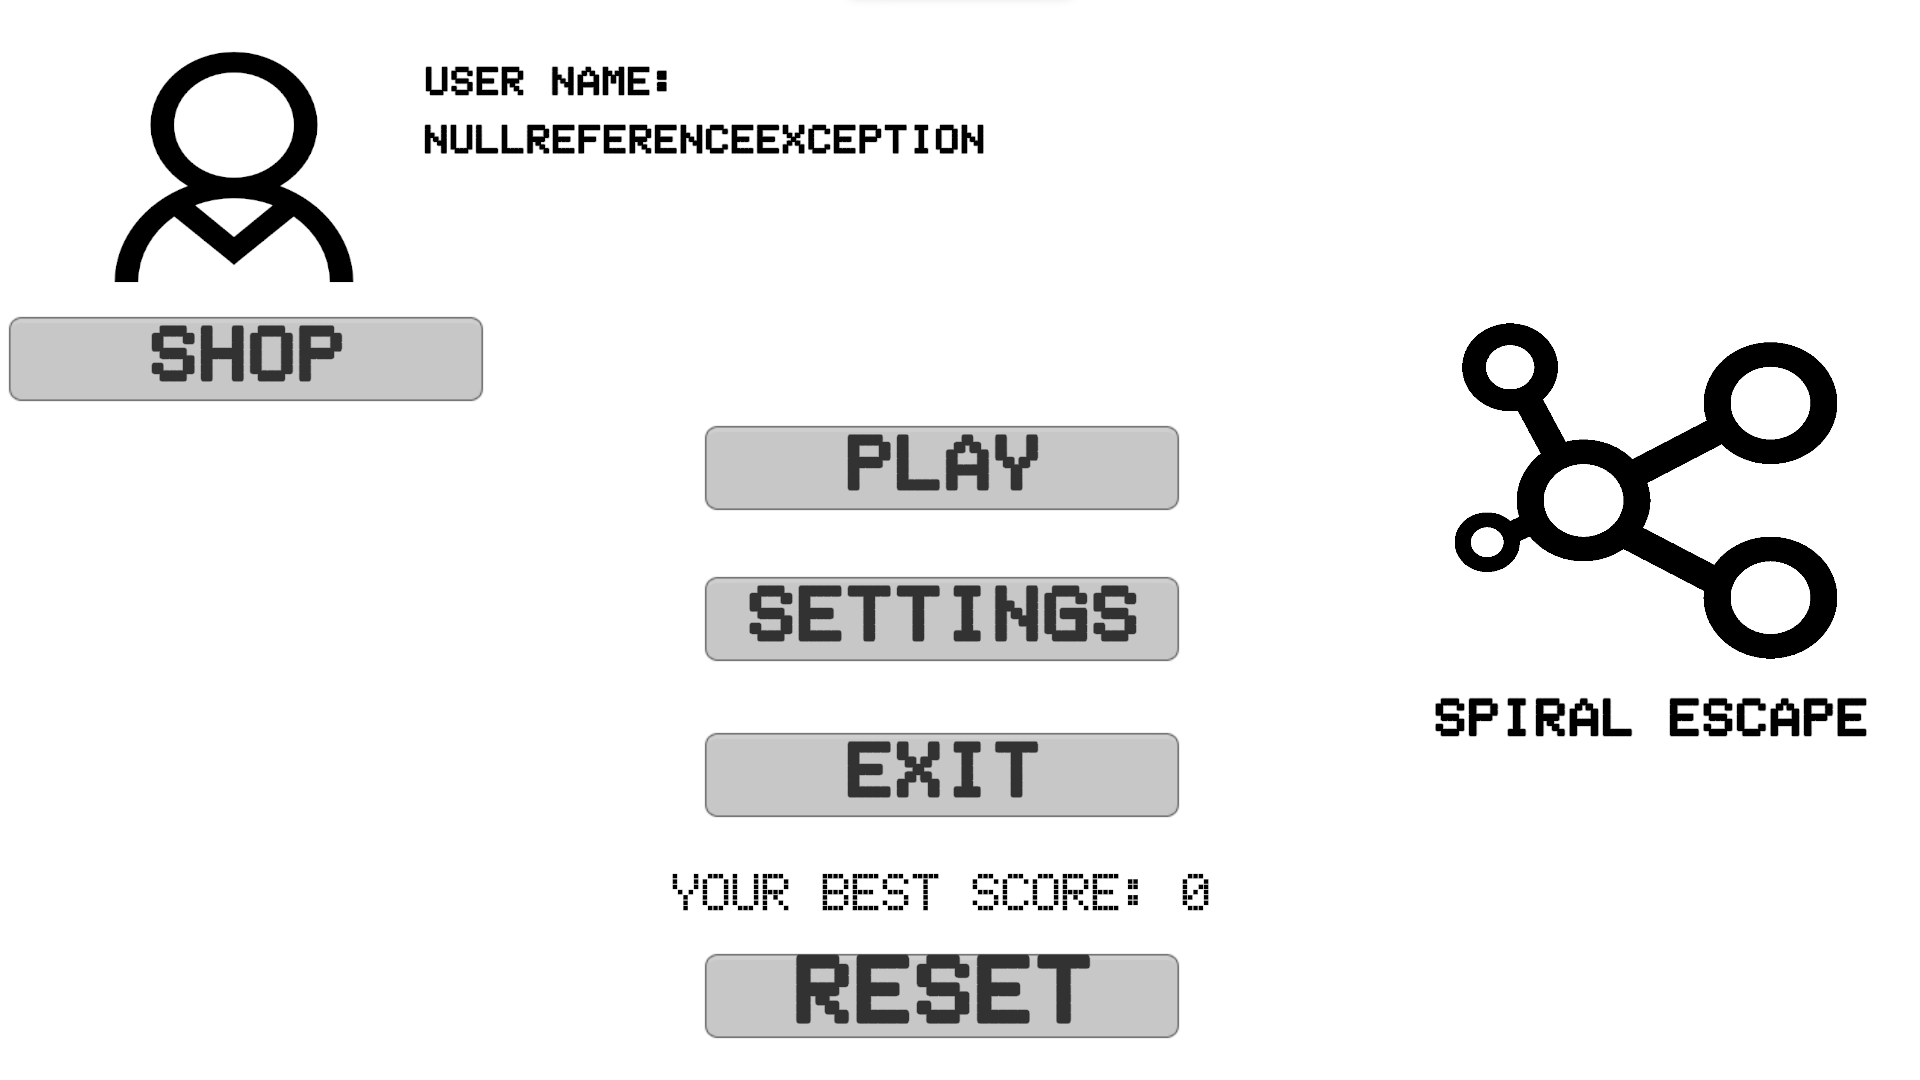 USER NAME:
NULLREFERENCEEXCEPTION
SHOP
PLAY
SETTINGS
EXIT
SPIRAL ESCAPE
YOUR BEST SCORE: 0
RESET